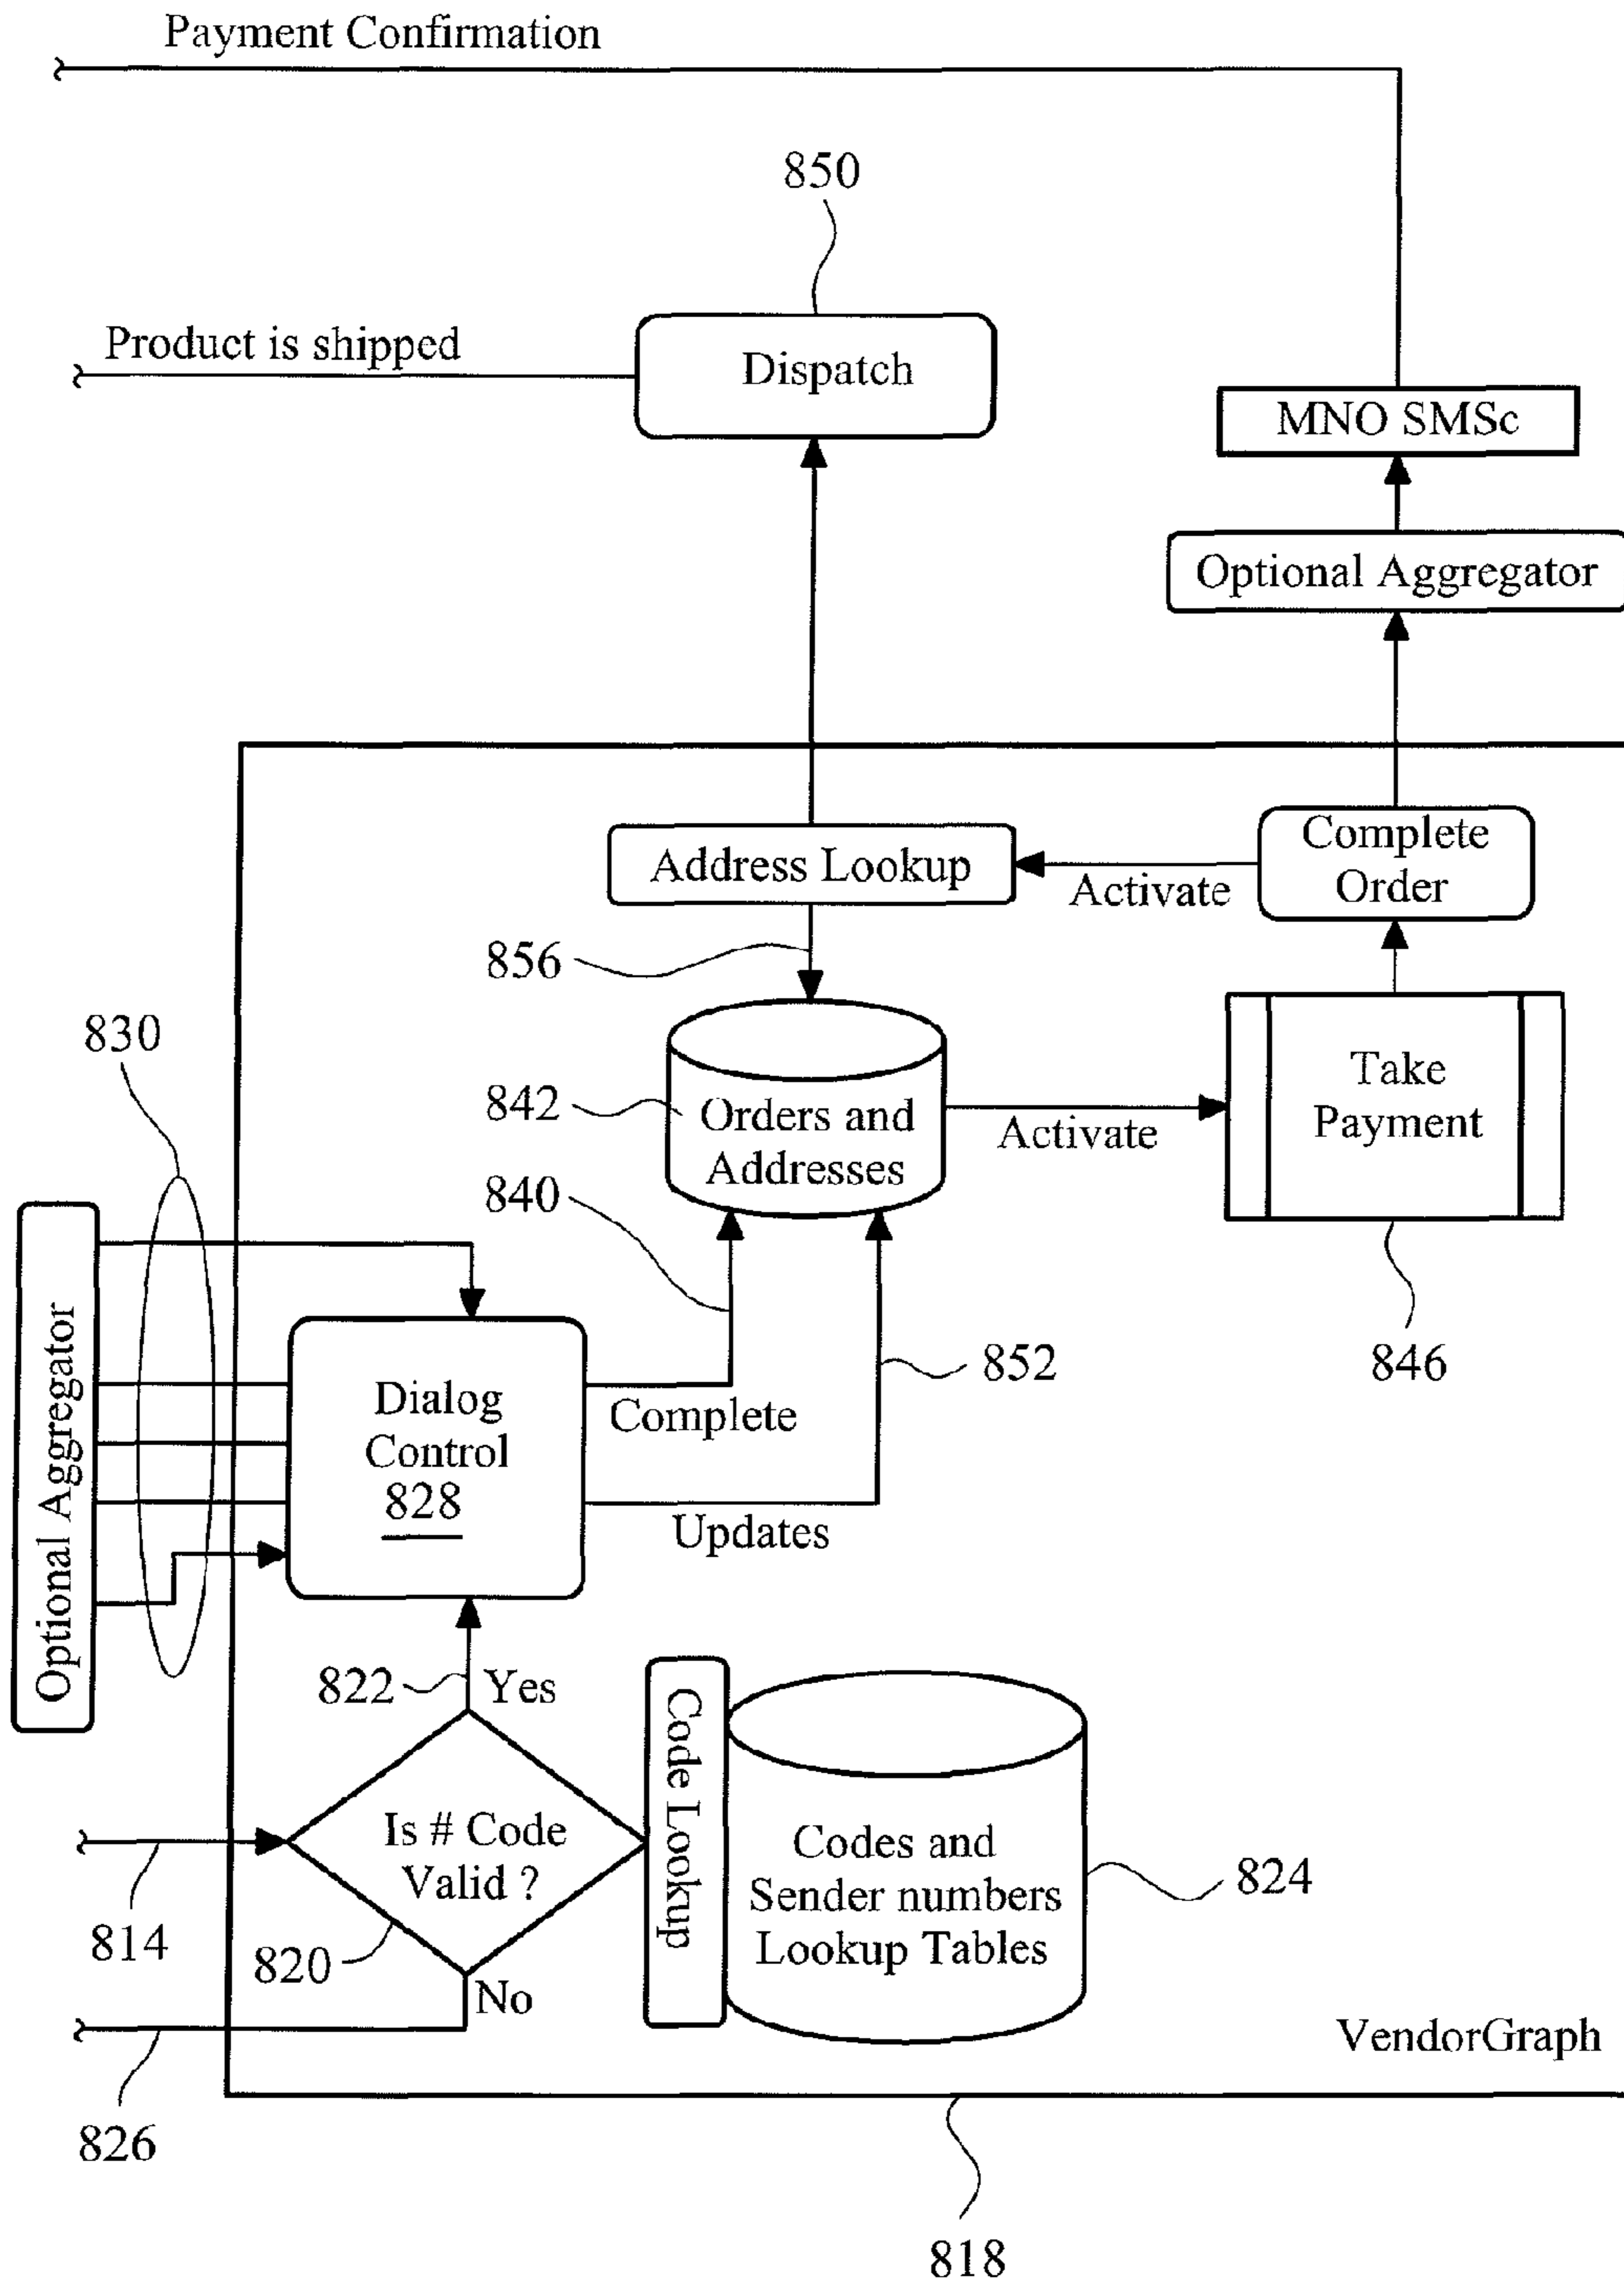 Payment Confirmation
850
Product is shipped
Dispatch
MNO SMSc
Optional Aggregator
Address Lookup
Activate
Complete
Order
856
830
842
Orders and
Addresses
Activate
Take
Payment
840
Optional Aggregator
Dialog
Control
828
Complete
852
846
Updates
822
Yes
Code Lookup
Is # Code
Valid ?
Codes and
Sender numbers
Lookup Tables
824
814
820
No
VendorGraph
826
818